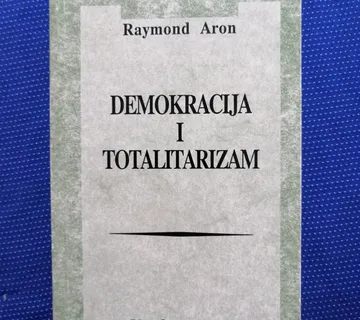 Raymond Aron
DEMOKRACIJA
I
TOTALITARIZAM